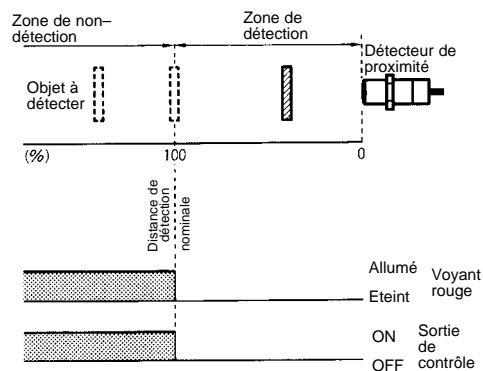 Zone de non–
détection
Zone de
détection
Détecteur de
proximité
Objet à
détecter
(%)
100
0
Distance de
détection
nominale
Allumé
Eteint
Voyant
rouge
ON
OFF
Sortie
de
contrôle